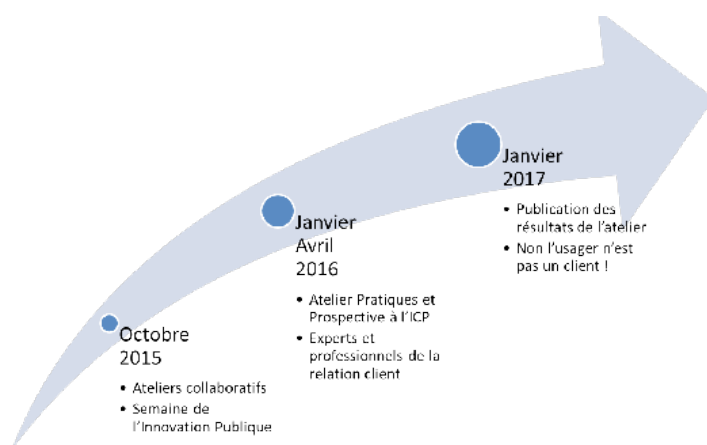 Octobre
2015
• Ateliers collaboratifs
• Semaine de
l'Innovation Publique
Janvier
Avril
2016
• Atelier Pratiques et
Prospective à l'ICP
• Experts et
professionnels de la
relation client
Janvier
2017
• Publication des
résultats de l'atelier
• Non l'usager n'est
pas un client !